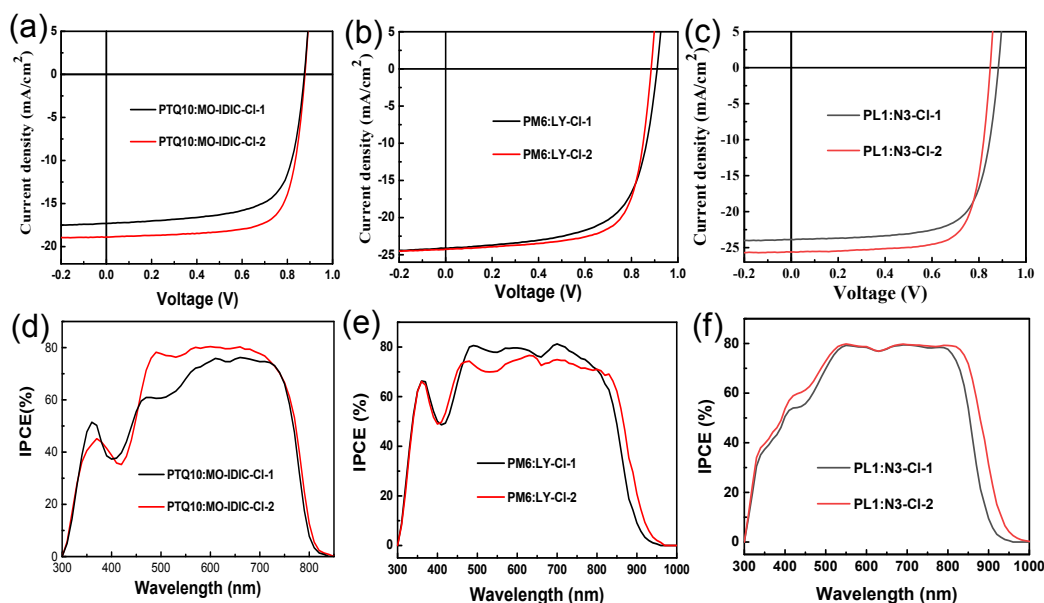 (a)
5
0
-5
-10
-15
-20
Current density (mA/cm²)
PTQ10:MO-IDIC-Cl-1
PTQ10:MO-IDIC-Cl-2
-0.2 0.0 0.2 0.4 0.6 0.8 1.0
Voltage (V)
(b)
5
0
-5
-10
-15
-20
-25
Current density (mA/cm²)
PM6:LY-Cl-1
PM6:LY-Cl-2
-0.2 0.0 0.2 0.4 0.6 0.8 1.0
Voltage (V)
(c)
5
0
-5
-10
-15
-20
-25
Current density (mA/cm²)
PL1:N3-Cl-1
PL1:N3-Cl-2
-0.2 0.0 0.2 0.4 0.6 0.8 1.0
Voltage (V)
(d)
80
60
40
20
0
IPCE(%)
PTQ10:MO-IDIC-Cl-1
PTQ10:MO-IDIC-Cl-2
300 400 500 600 700 800
Wavelength (nm)
(e)
80
60
40
20
0
IPCE (%)
PM6:LY-Cl-1
PM6:LY-Cl-2
300 400 500 600 700 800 900 1000
Wavelength (nm)
(f)
80
60
40
20
0
IPCE (%)
PL1:N3-Cl-1
PL1:N3-Cl-2
300 400 500 600 700 800 900 1000
Wavelength (nm)